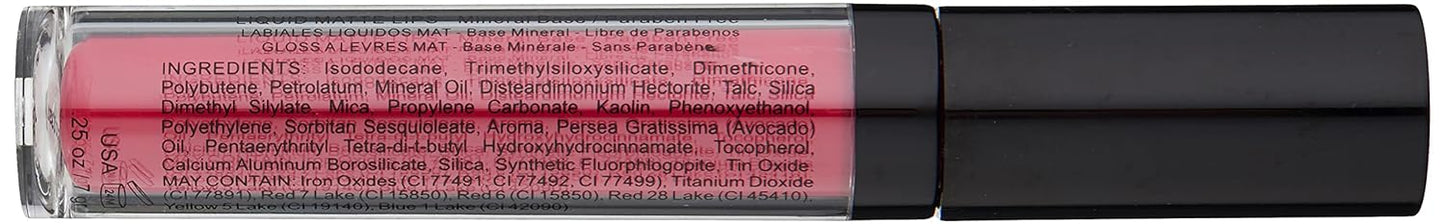 LIQUID MATTE LIPS - Mineral Base / Paraben Free
LABIALES LIQUIDOS MAT - Base Mineral - Libre de Parabenos
GLOSS A LEVRES MAT - Base Minérale - Sans Parabène
INGREDIENTS: Isododecane, Trimethylsiloxysilicate, Dimethicone,
Polybutene, Petrolatum, Mineral Oil, Disteardimonium Hectorite, Talc, Silica
Dimethyl Silylate, Mica, Propylene Carbonate, Kaolin, Phenoxyethanol,
Polyethylene, Sorbitan Sesquioleate, Aroma, Persea Gratissima (Avocado)
Oil, Pentaerythrityl Tetra-di-t-butyl Hydroxyhydrocinnamate, Tocopherol,
Calcium Aluminum Borosilicate, Silica, Synthetic Fluorphlogopite, Tin Oxide.
MAY CONTAIN: Iron Oxides (CI 77491, CI 77492, CI 77499), Titanium Dioxide
(CI 77891), Red 7 Lake (CI 15850), Red 6 (CI 15850), Red 28 Lake (CI 45410),
Yellow 5 Lake (CI 19140), Blue 1 Lake (CI 42090)
USA
.25 oz / 7